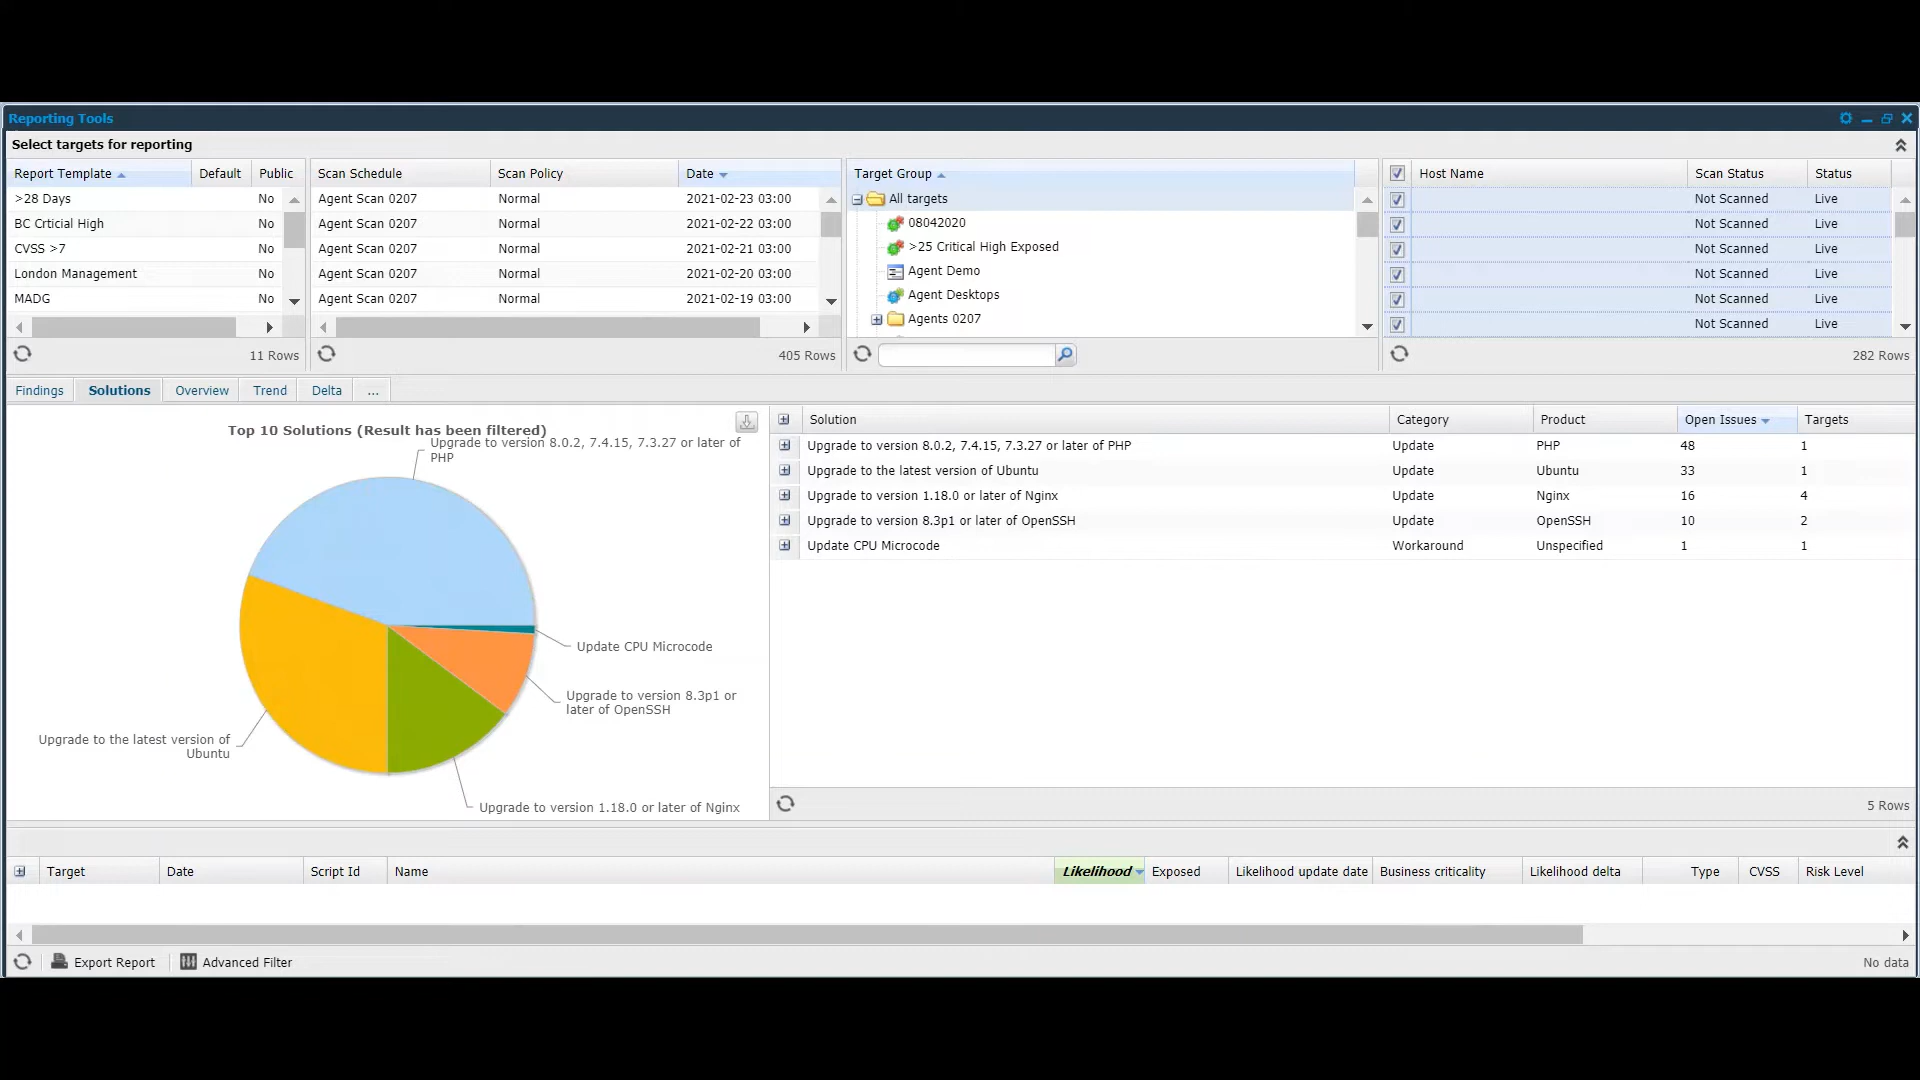 Reporting Tools
Select targets for reporting
Report Template Default Public
>28 Days No
BC Crticial High No
CVSS >7 No
London Management No
MADG No
11 Rows
Scan Schedule Scan Policy Date
Agent Scan 0207 Normal 2021-02-23 03:00
Agent Scan 0207 Normal 2021-02-22 03:00
Agent Scan 0207 Normal 2021-02-21 03:00
Agent Scan 0207 Normal 2021-02-20 03:00
Agent Scan 0207 Normal 2021-02-19 03:00
405 Rows
Target Group
All targets
08042020
>25 Critical High Exposed
Agent Demo
Agent Desktops
Agents 0207
Host Name Scan Status Status
Not Scanned Live
Not Scanned Live
Not Scanned Live
Not Scanned Live
Not Scanned Live
Not Scanned Live
282 Rows
Findings Solutions Overview Trend Delta ...
Top 10 Solutions (Result has been filtered)
Upgrade to version 8.0.2, 7.4.15, 7.3.27 or later of
PHP
Update CPU Microcode
Upgrade to version 8.3p1 or
later of OpenSSH
Upgrade to the latest version of
Ubuntu
Upgrade to version 1.18.0 or later of Nginx
Solution Category Product Open Issues Targets
Upgrade to version 8.0.2, 7.4.15, 7.3.27 or later of PHP Update PHP 48 1
Upgrade to the latest version of Ubuntu Update Ubuntu 33 1
Upgrade to version 1.18.0 or later of Nginx Update Nginx 16 4
Upgrade to version 8.3p1 or later of OpenSSH Update OpenSSH 10 2
Update CPU Microcode Workaround Unspecified 1 1
5 Rows
Target Date Script Id Name Likelihood Exposed Likelihood update date Business criticality Likelihood delta Type CVSS Risk Level
Export Report Advanced Filter No data